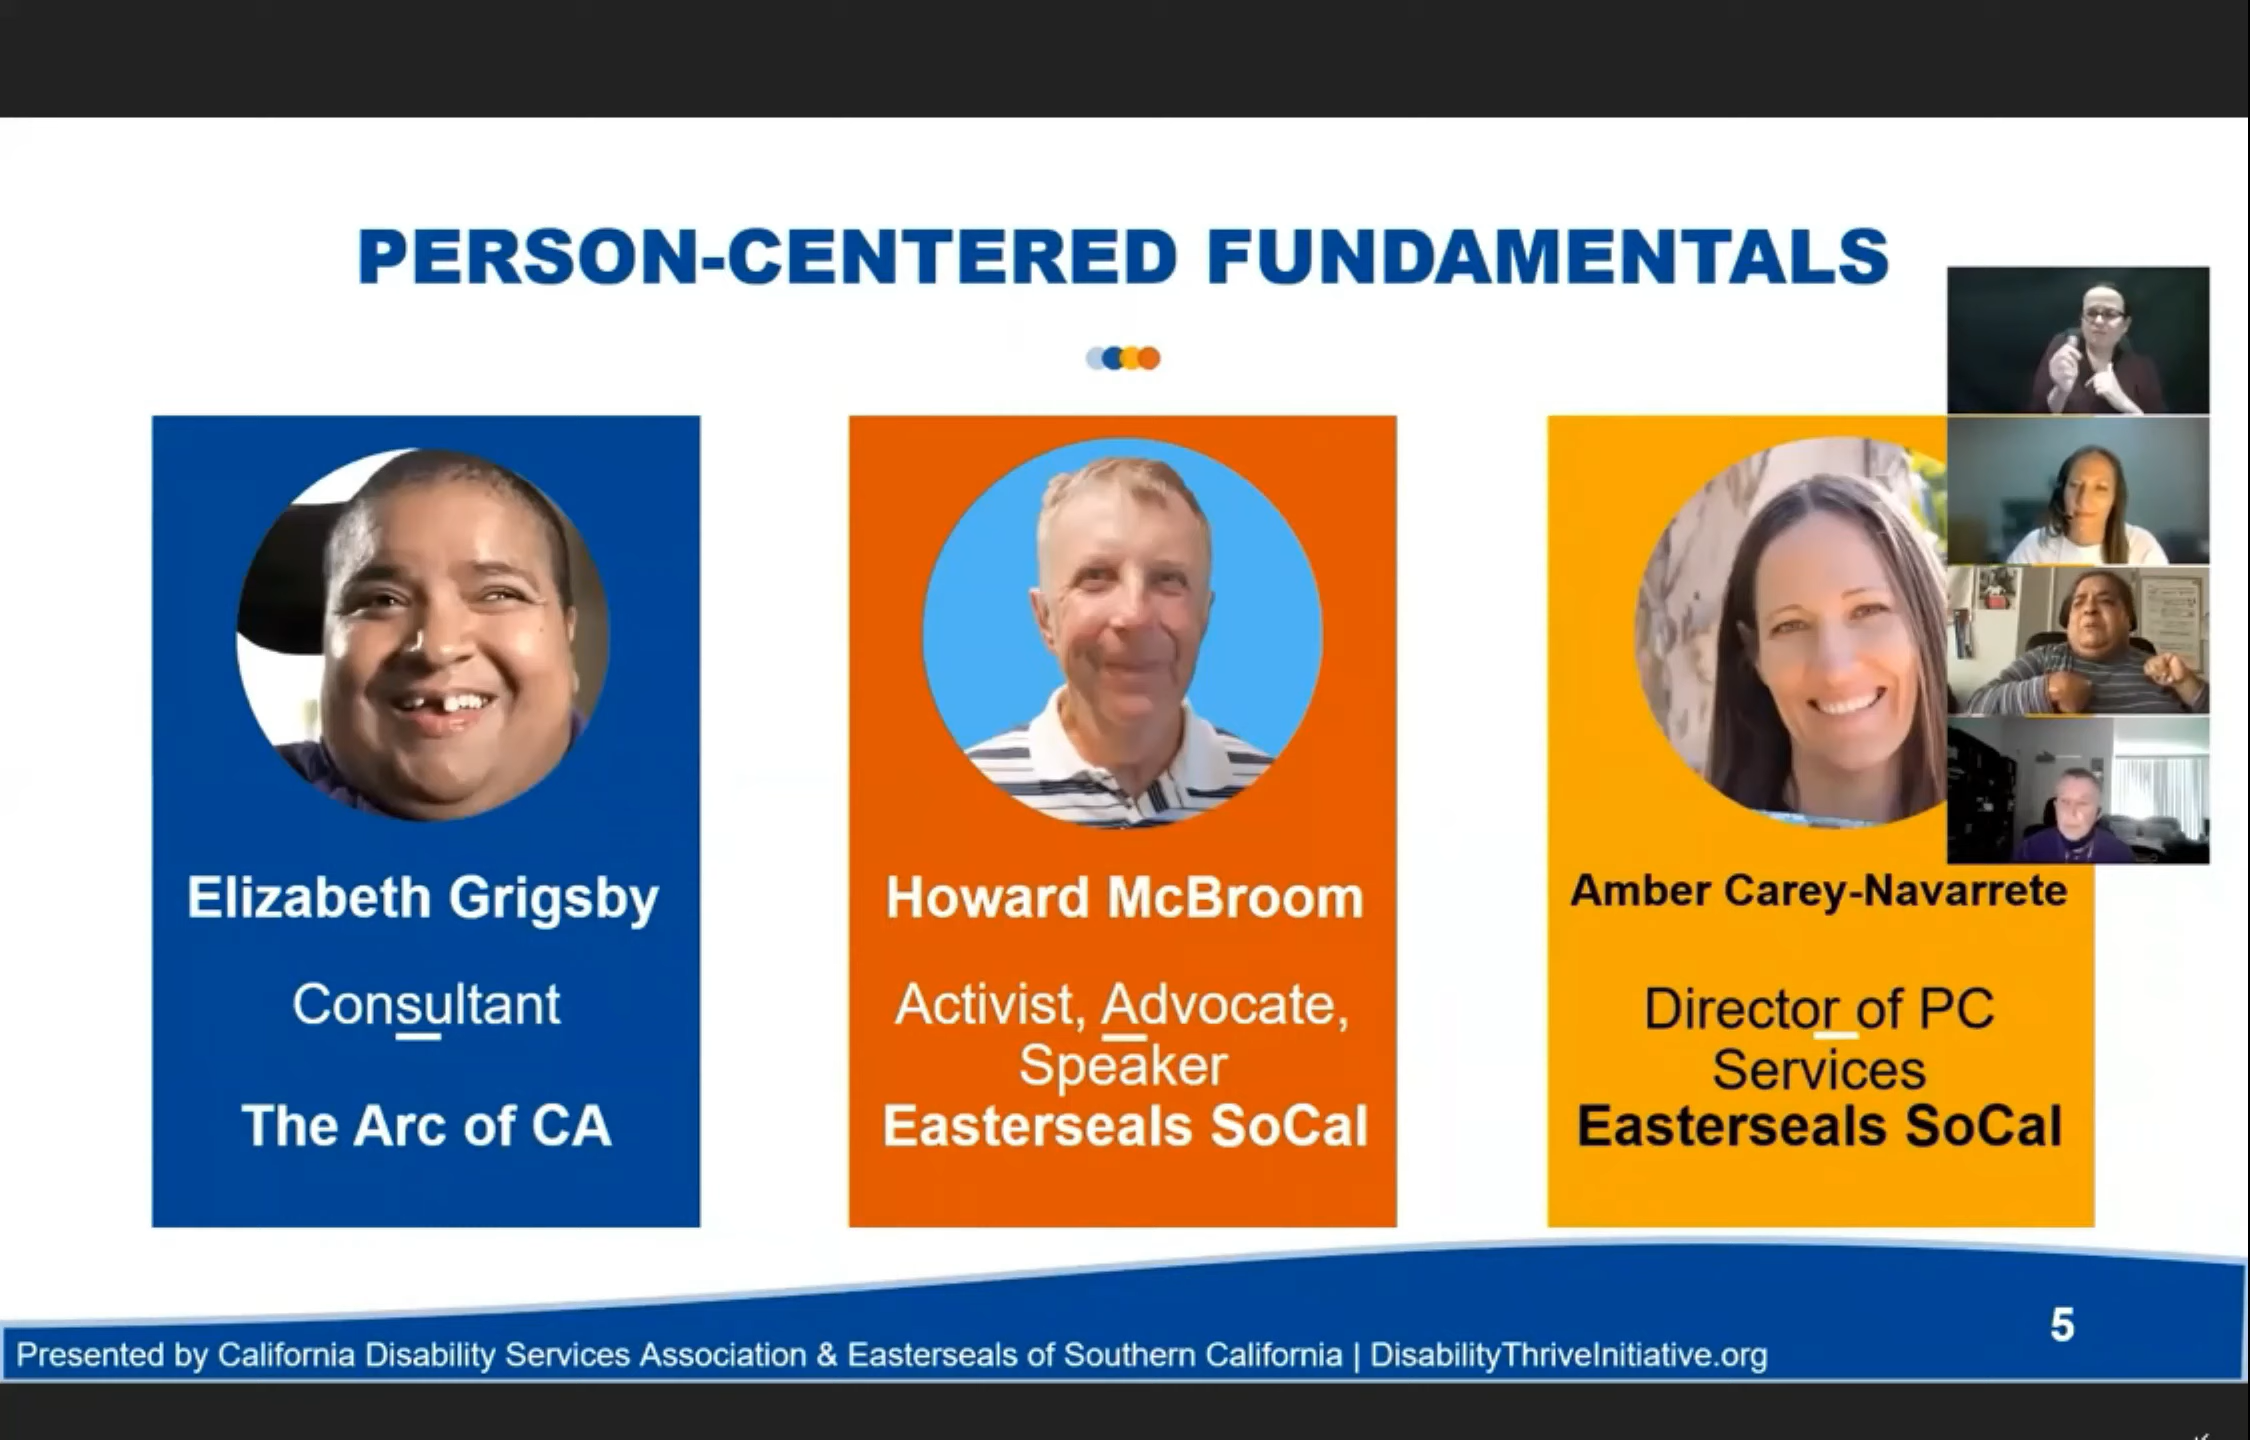 PERSON-CENTERED FUNDAMENTALS
Elizabeth Grigsby
Consultant
The Arc of CA
Howard McBroom
Activist, Advocate,
Speaker
Easterseals SoCal
Amber Carey-Navarrete
Director of PC
Services
Easterseals SoCal
5
Presented by California Disability Services Association & Easterseals of Southern California | DisabilityThriveInitiative.org